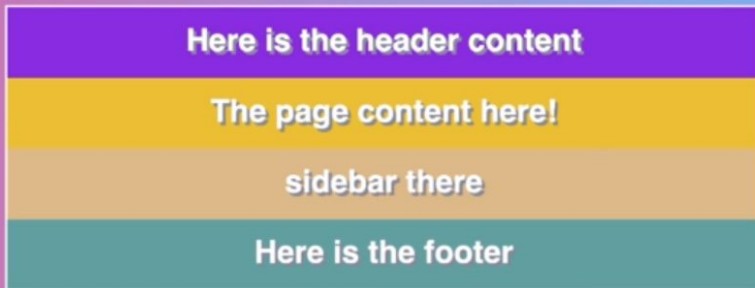 Here is the header content
The page content here!
sidebar there
Here is the footer